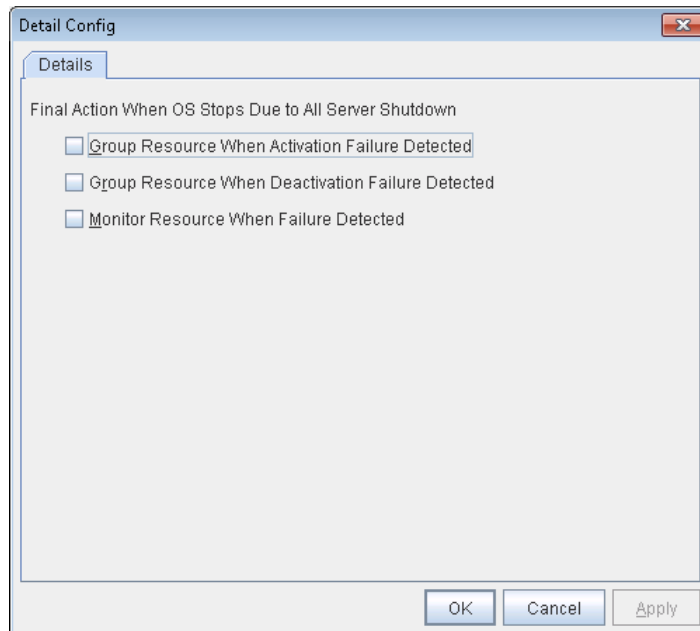 Detail Config
Details
Final Action When OS Stops Due to All Server Shutdown
Group Resource When Activation Failure Detected
Group Resource When Deactivation Failure Detected
Monitor Resource When Failure Detected
OK
Cancel
Apply